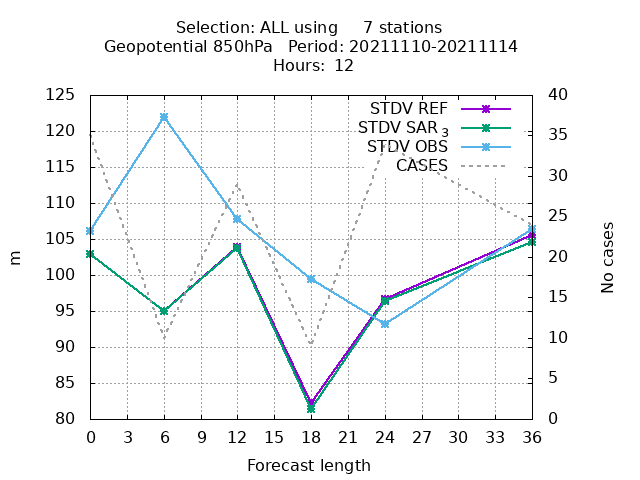 Selection: ALL using     7 stations
Geopotential 850hPa   Period: 20211110-20211114
Hours: 12
125
120
115
110
105
100
95
90
85
80
m
STDV REF
STDV SAR 3
STDV OBS
CASES
40
35
30
25
20
15
10
5
0
No cases
0 3 6 9 12 15 18 21 24 27 30 33 36
Forecast length